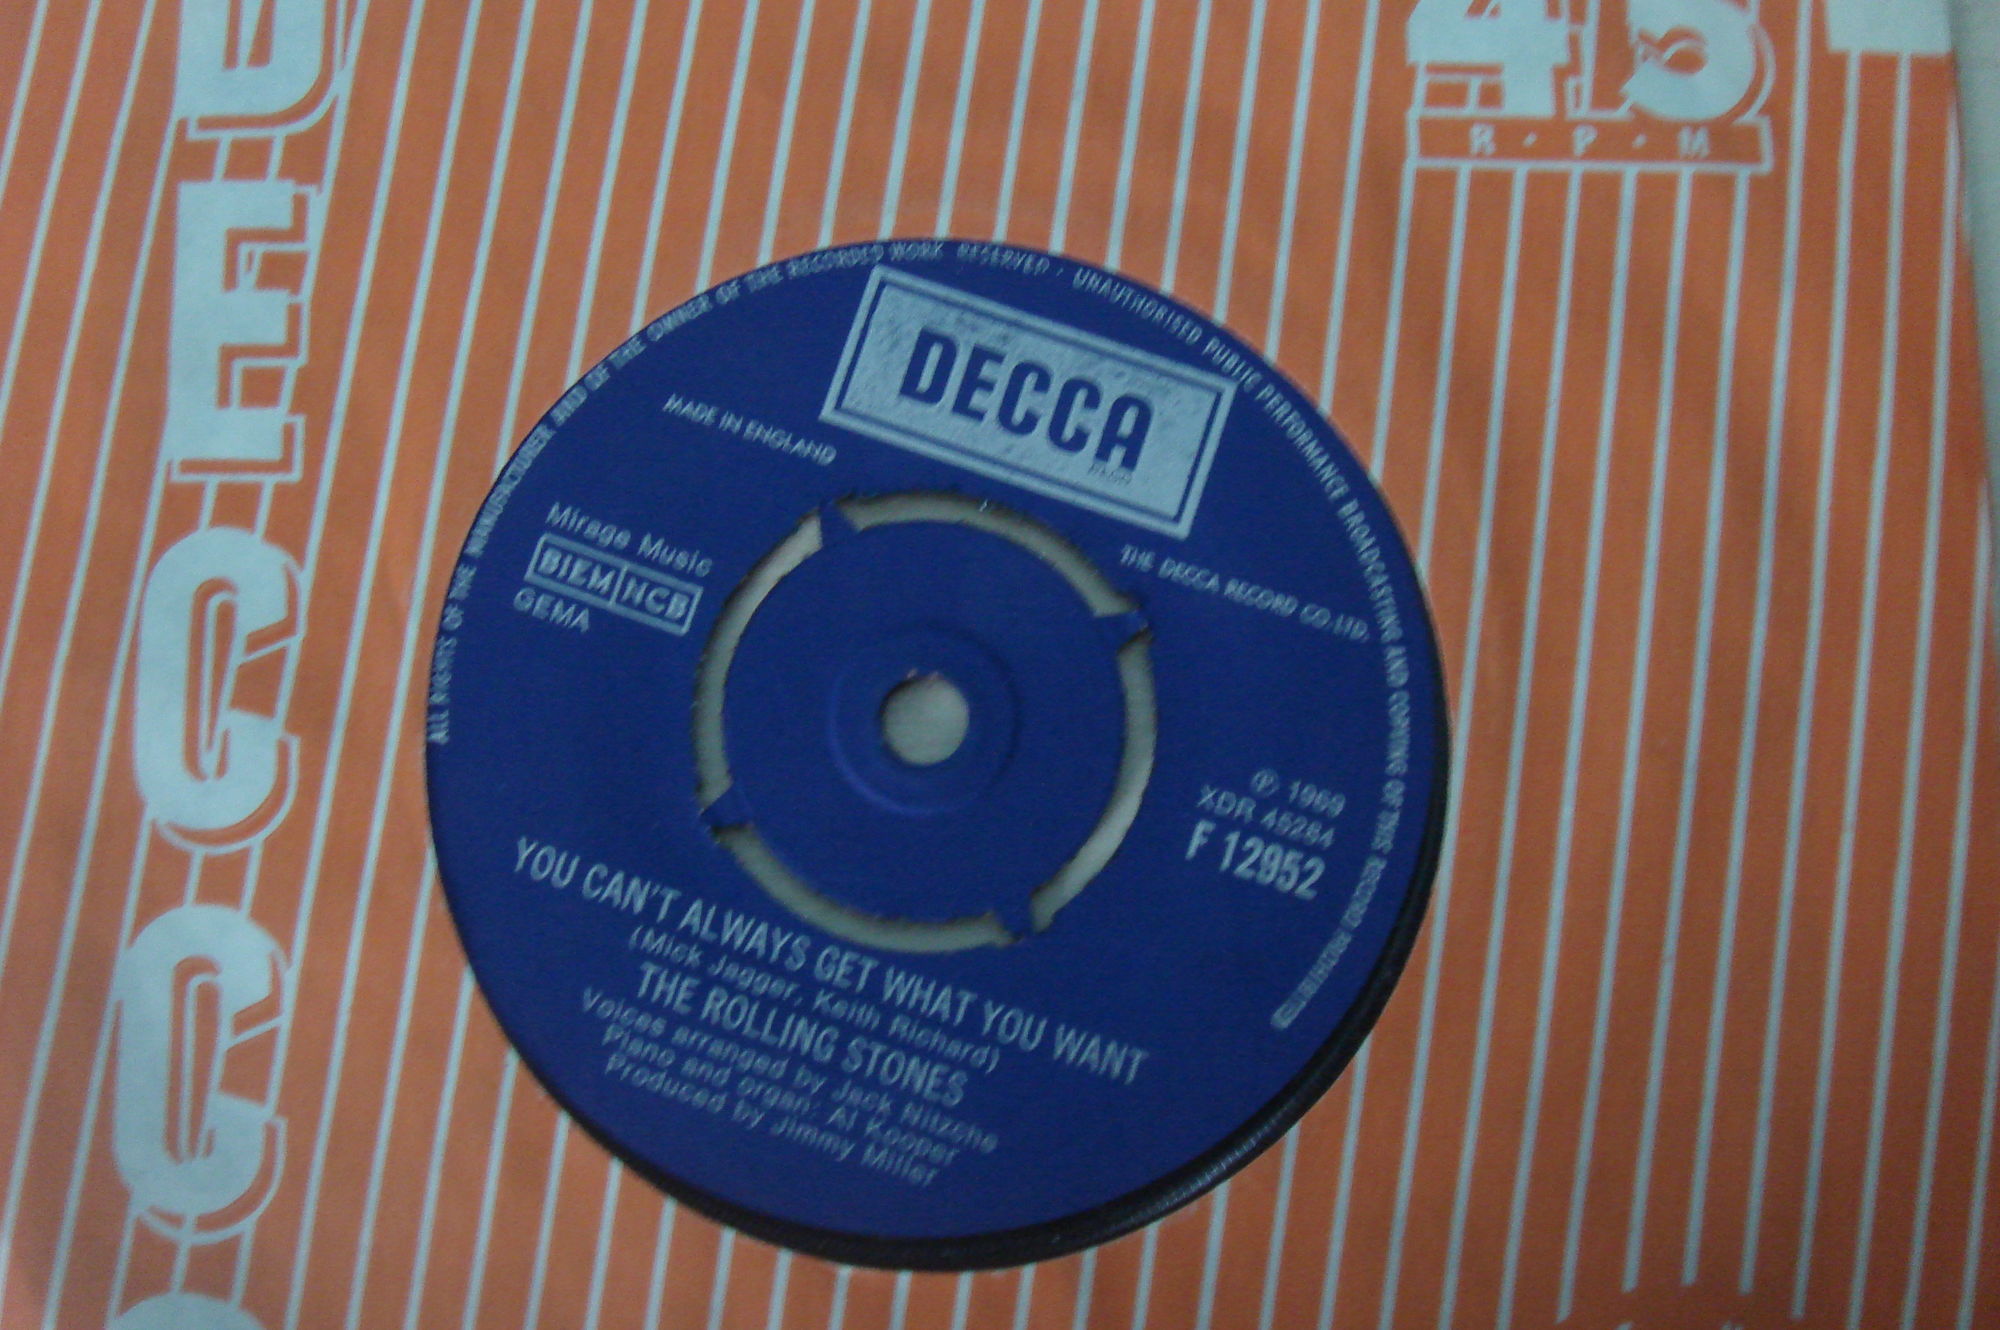 DECCA
45
R·P·M
ALL RIGHTS OF THE MANUFACTURER AND OF THE OWNER OF THE RECORDED WORK RESERVED · UNAUTHORISED PUBLIC PERFORMANCE BROADCASTING AND COPYING OF THIS RECORD PROHIBITED
DECCA
MADE IN ENGLAND
THE DECCA RECORD CO. LTD.
Mirage Music
BIEM NCB
GEMA
Ⓟ 1969
XDR 45284
F 12952
YOU CAN'T ALWAYS GET WHAT YOU WANT
(Mick Jagger, Keith Richard)
THE ROLLING STONES
Voices arranged by Jack Nitzche
Piano and organ: Al Kooper
Produced by Jimmy Miller